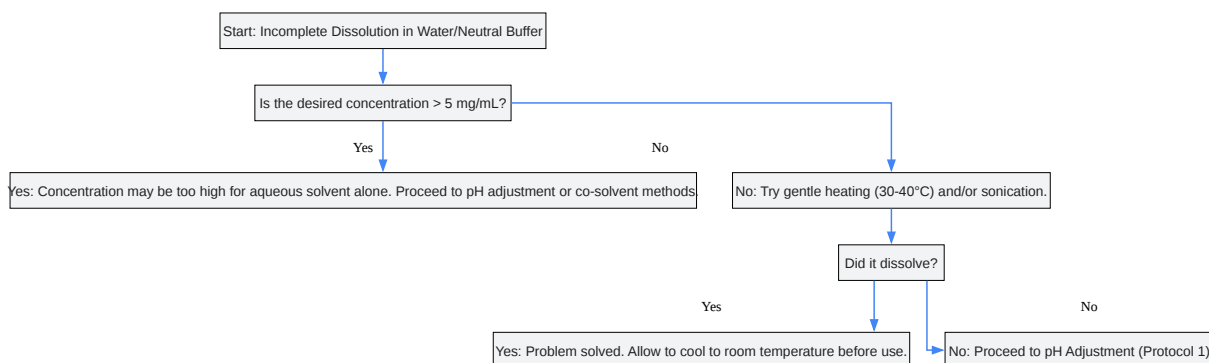 Start: Incomplete Dissolution in Water/Neutral Buffer
Is the desired concentration > 5 mg/mL?
Yes
No
Yes: Concentration may be too high for aqueous solvent alone. Proceed to pH adjustment or co-solvent methods.
No: Try gentle heating (30-40°C) and/or sonication.
Did it dissolve?
Yes
No
Yes: Problem solved. Allow to cool to room temperature before use.
No: Proceed to pH Adjustment (Protocol 1)